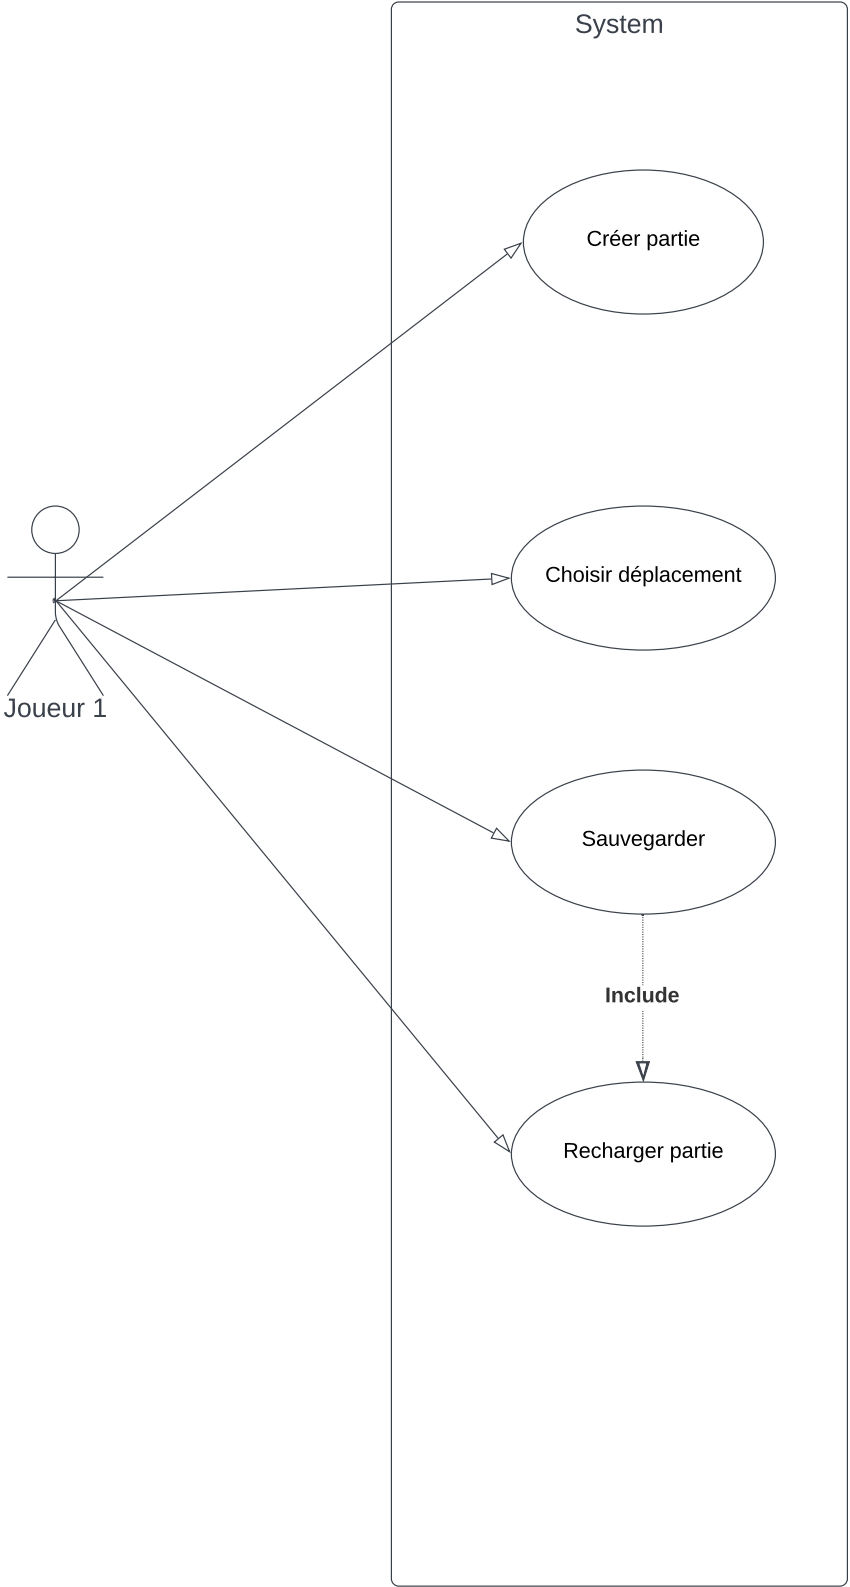 System
Créer partie
Choisir déplacement
Joueur 1
Sauvegarder
Include
Recharger partie